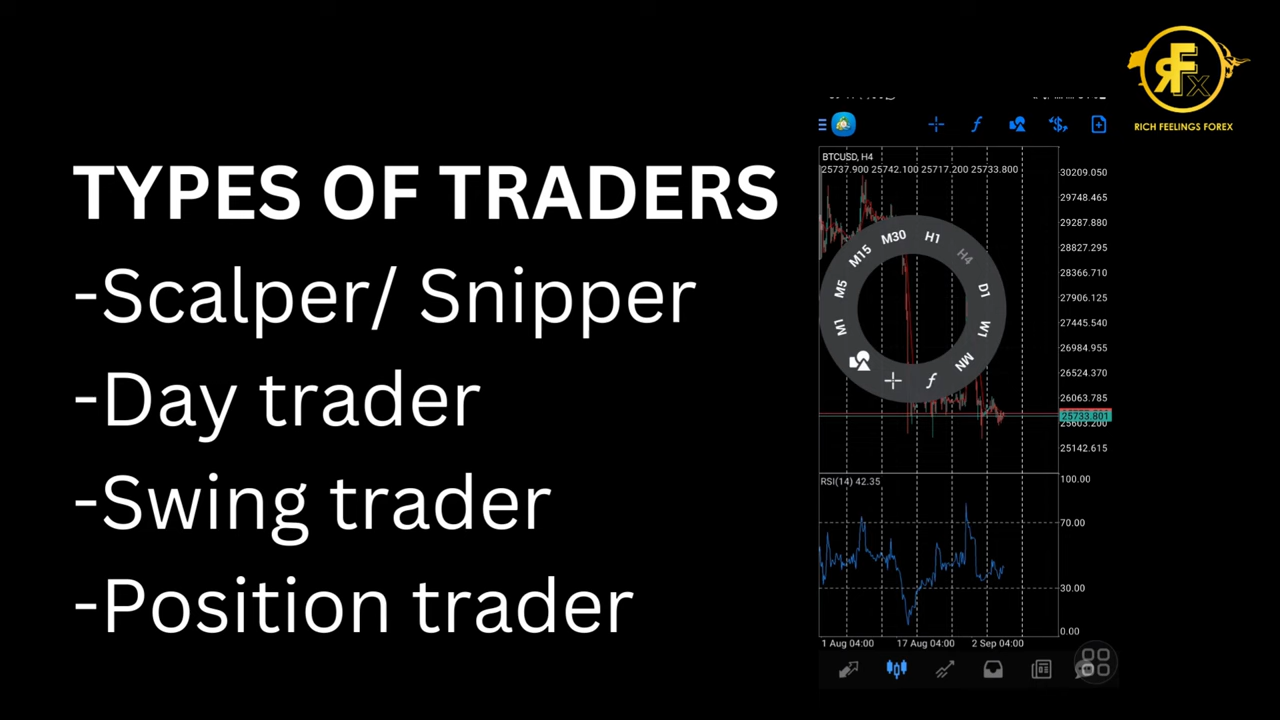 TYPES OF TRADERS
-Scalper/ Snipper
-Day trader
-Swing trader
-Position trader
RFx
RICH FEELINGS FOREX
BTCUSD, H4
25737.900 25742.100 25717.200 25733.800
M1
M5
M15
M30
H1
H4
D1
W1
MN
30209.050
29748.465
29287.880
28827.295
28366.710
27906.125
27445.540
26984.955
26524.370
26063.785
25733.801
25603.200
25142.615
RSI(14) 42.35
100.00
70.00
30.00
0.00
1 Aug 04:00 17 Aug 04:00 2 Sep 04:00